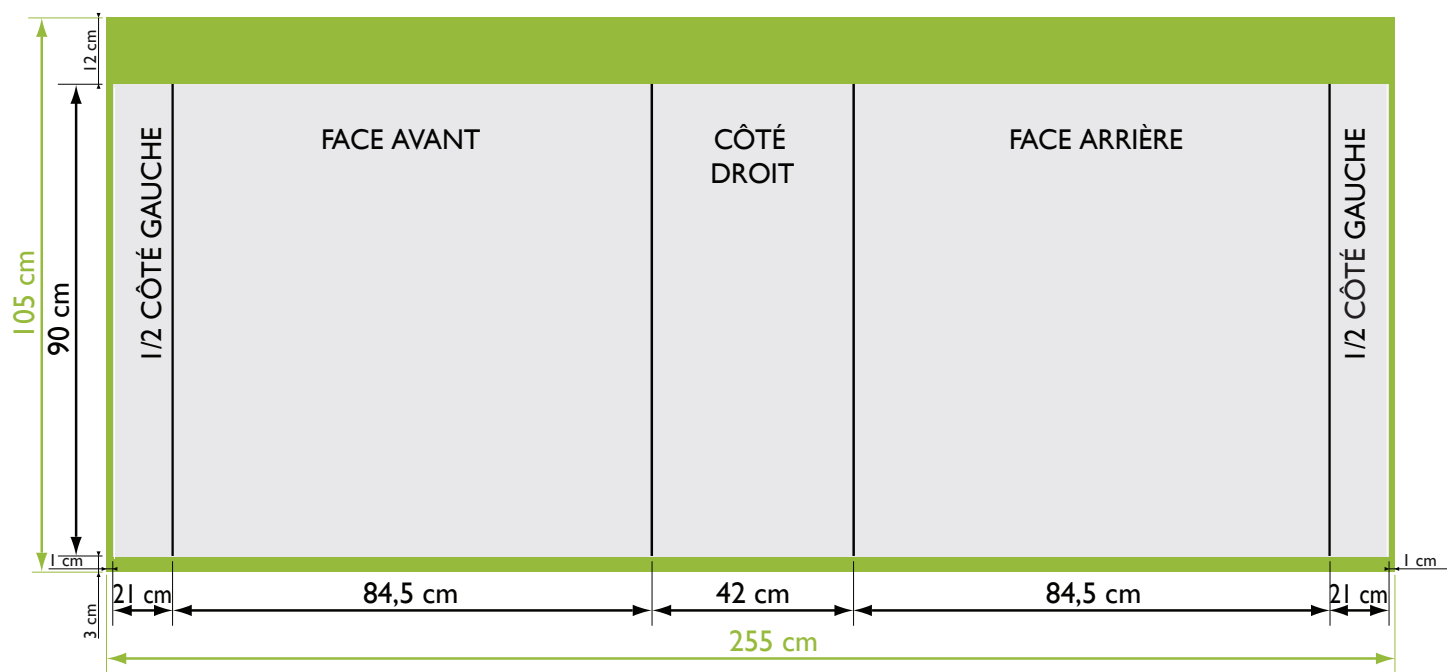 12 cm
FACE AVANT
CÔTÉ
DROIT
FACE ARRIÈRE
1/2 CÔTÉ GAUCHE
1/2 CÔTÉ GAUCHE
105 cm
90 cm
1 cm
1 cm
3 cm
21 cm
84,5 cm
42 cm
84,5 cm
21 cm
255 cm